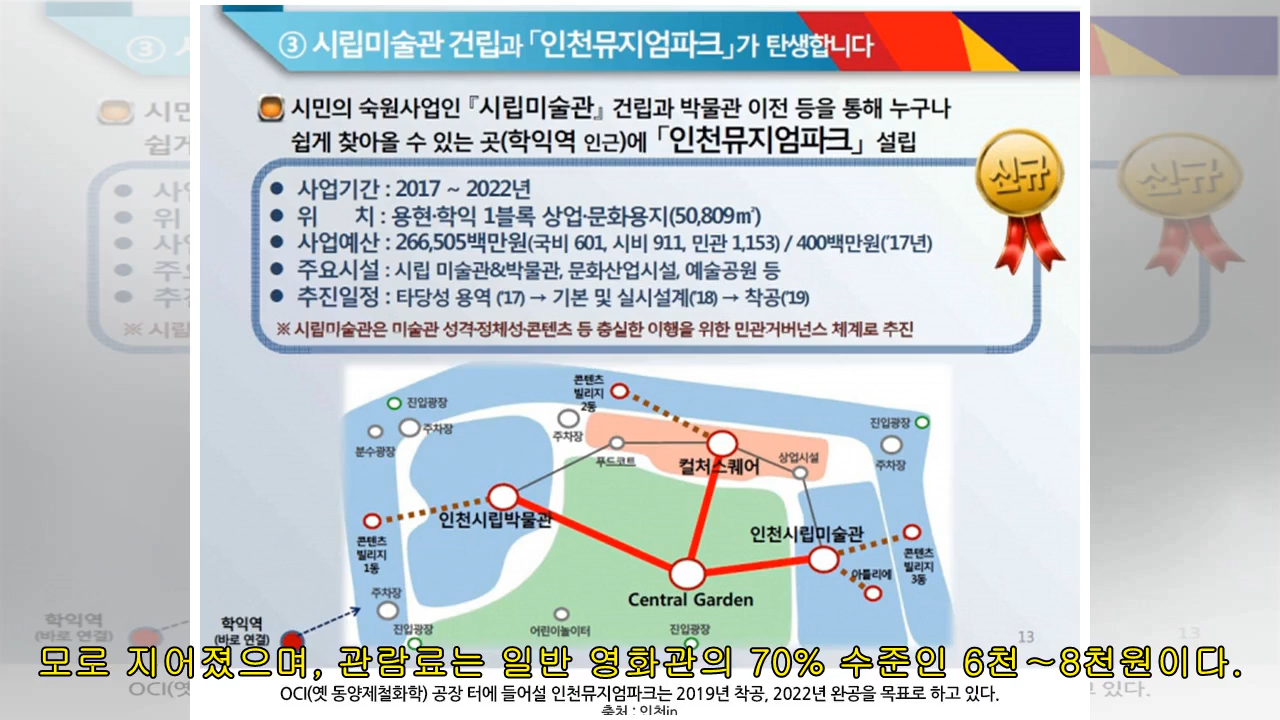 ③ 시립미술관 건립과 「인천뮤지엄파크」가 탄생합니다
시민의 숙원사업인 『시립미술관』 건립과 박물관 이전 등을 통해 누구나
쉽게 찾아올 수 있는 곳(학익역 인근)에 「인천뮤지엄파크」 설립
신규
● 사업기간 : 2017 ~ 2022년
● 위 치 : 용현·학익 1블록 상업·문화용지(50,809㎡)
● 사업예산 : 266,505백만원(국비 601, 시비 911, 민관 1,153) / 400백만원('17년)
● 주요시설 : 시립 미술관&박물관, 문화산업시설, 예술공원 등
● 추진일정 : 타당성 용역 ('17) → 기본 및 실시설계('18) → 착공('19)
※ 시립미술관은 미술관 성격·정체성·콘텐츠 등 충실한 이행을 위한 민관거버넌스 체계로 추진
콘텐츠
빌리지
2동
진입광장
주차장
분수광장
주차장
푸드코트
컬처스퀘어
상업시설
진입광장
주차장
인천시립박물관
인천시립미술관
콘텐츠
빌리지
1동
콘텐츠
빌리지
3동
아틀리에
주차장
Central Garden
학익역
(바로 연결)
진입광장
어린이놀이터
진입광장
13
모로 지어졌으며, 관람료는 일반 영화관의 70% 수준인 6천~8천원이다.
OCI(옛 동양제철화학) 공장 터에 들어설 인천뮤지엄파크는 2019년 착공, 2022년 완공을 목표로 하고 있다.
출처 : 인천in